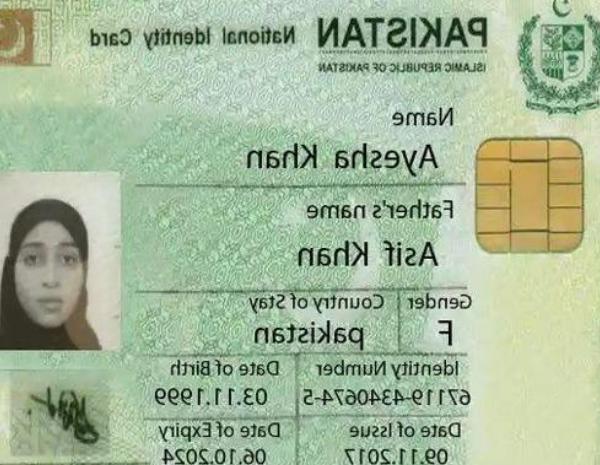 PAKISTAN National Identity Card
ISLAMIC REPUBLIC OF PAKISTAN
Name
Ayesha Khan
Father's name
Asif Khan
Gender Country of Stay
F pakistan
Identity Number Date of Birth
67119-4340674-5 03.11.1999
Date of Issue Date of Expiry
09.11.2017 06.10.2024